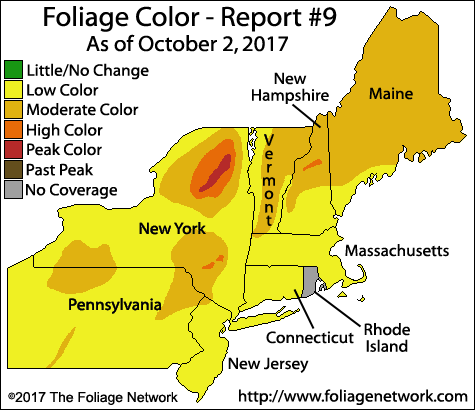 Foliage Color - Report #9
As of October 2, 2017
Little/No Change
Low Color
Moderate Color
High Color
Peak Color
Past Peak
No Coverage
New
Hampshire
Maine
Vermont
New York
Massachusetts
Pennsylvania
Connecticut
Rhode
Island
New Jersey
©2017 The Foliage Network
http://www.foliagenetwork.com